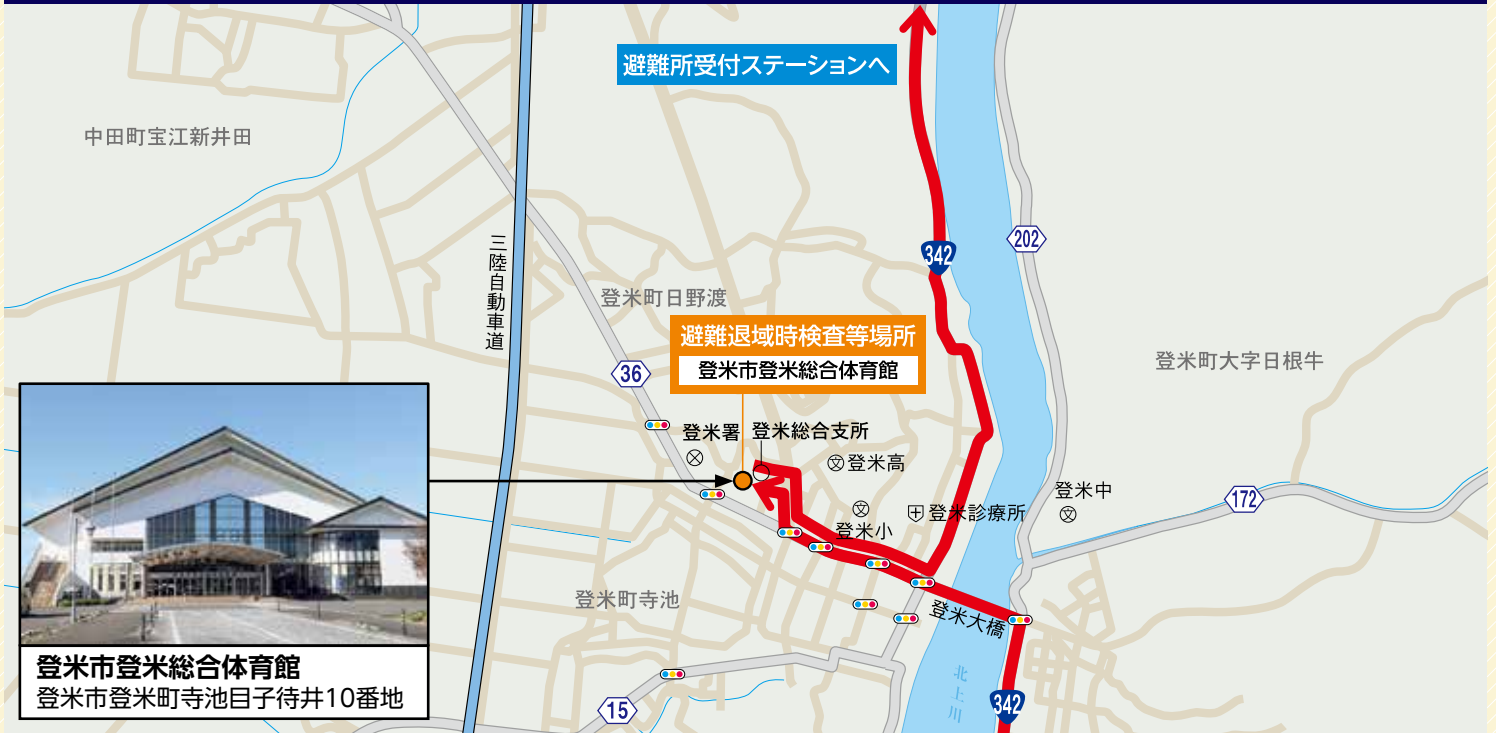 避難所受付ステーションへ
中田町宝江新井田
202
三陸自動車道
342
登米町日野渡
避難退域時検査等場所
登米市登米総合体育館
登米町大字日根牛
36
登米署
登米総合支所
文登米高
登米中
文
172
文
登米小
登米診療所
登米町寺池
登米大橋
北上川
登米市登米総合体育館
登米市登米町寺池目子待井10番地
15
342